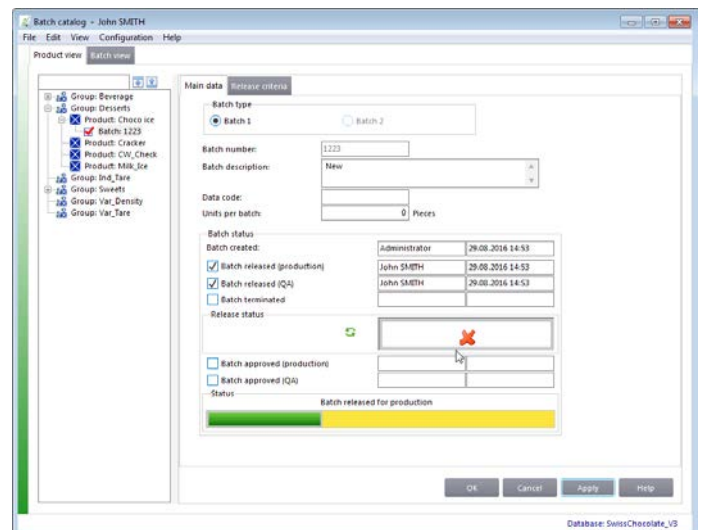 Batch catalog - John SMITH
File Edit View Configuration Help
Product view Batch view
Group: Beverage
Group: Desserts
Product: Choco ice
Batch: 1223
Product: Cracker
Product: CW_Check
Product: Milk_Ice
Group: Ind_Tare
Group: Sweets
Group: Var_Density
Group: Var_Tare
Main data Release criteria
Batch type
Batch 1 Batch 2
Batch number: 1223
Batch description: New
Data code:
Units per batch: 0 Pieces
Batch status
Batch created: Administrator 29.08.2016 14:53
Batch released (production) John SMITH 29.08.2016 14:53
Batch released (QA) John SMITH 29.08.2016 14:53
Batch terminated
Release status
Batch approved (production)
Batch approved (QA)
Status
Batch released for production
OK Cancel Apply Help
Database: SwissChocolate_V3